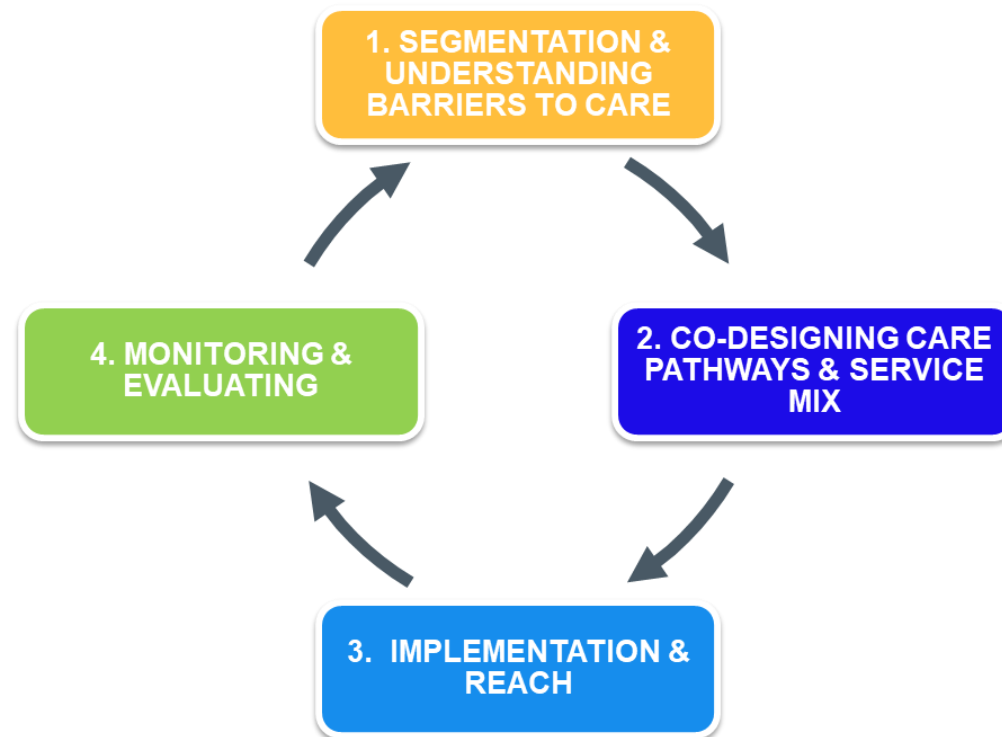 1. SEGMENTATION &
UNDERSTANDING
BARRIERS TO CARE
2. CO-DESIGNING CARE
PATHWAYS & SERVICE
MIX
3. IMPLEMENTATION &
REACH
4. MONITORING &
EVALUATING